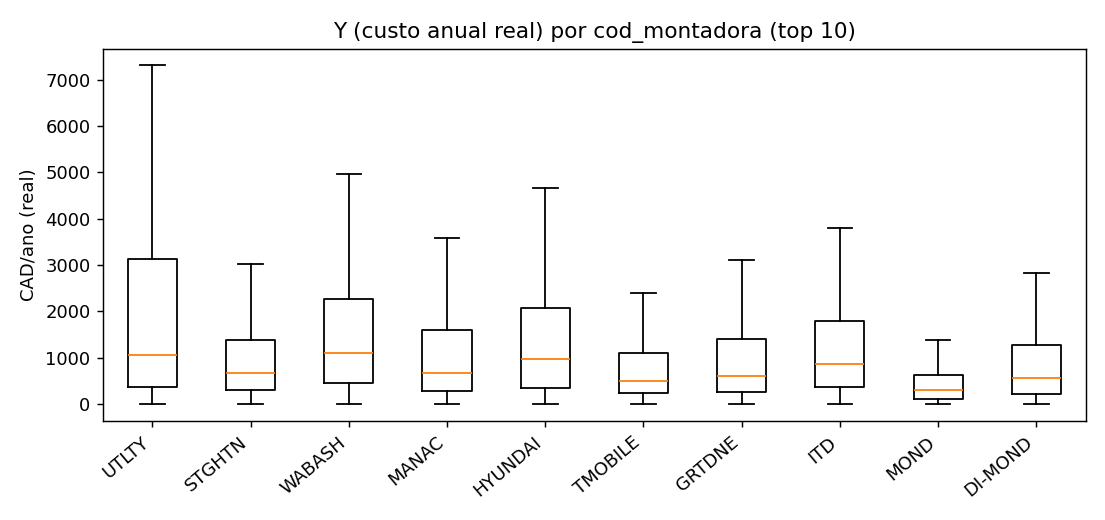 Y (custo anual real) por cod_montadora (top 10)
CAD/ano (real)
7000
6000
5000
4000
3000
2000
1000
0
UTLTY
STGHTN
WABASH
MANAC
HYUNDAI
TMOBILE
GRTDNE
ITD
MOND
DI-MOND